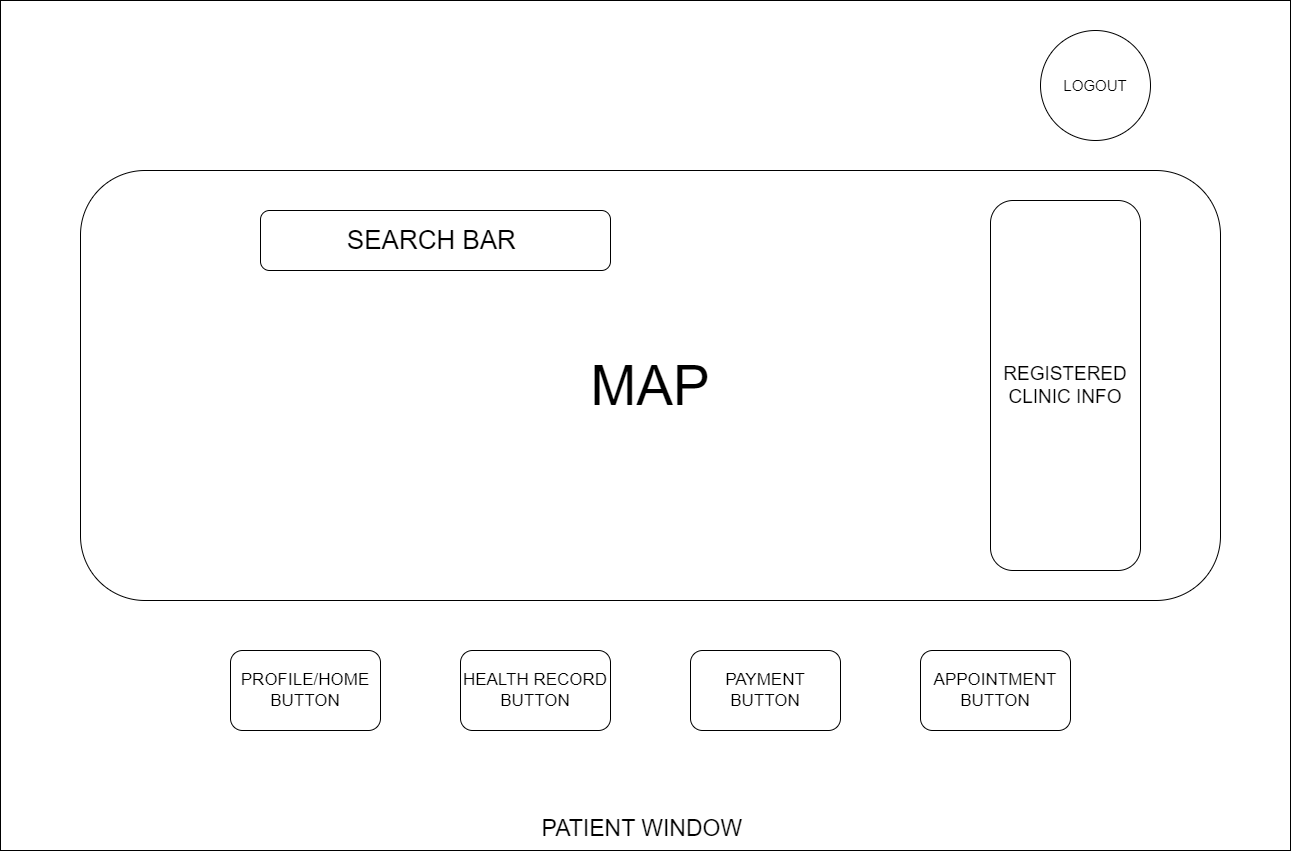 LOGOUT
SEARCH BAR
MAP
REGISTERED
CLINIC INFO
PROFILE/HOME
BUTTON
HEALTH RECORD
BUTTON
PAYMENT
BUTTON
APPOINTMENT
BUTTON
PATIENT WINDOW